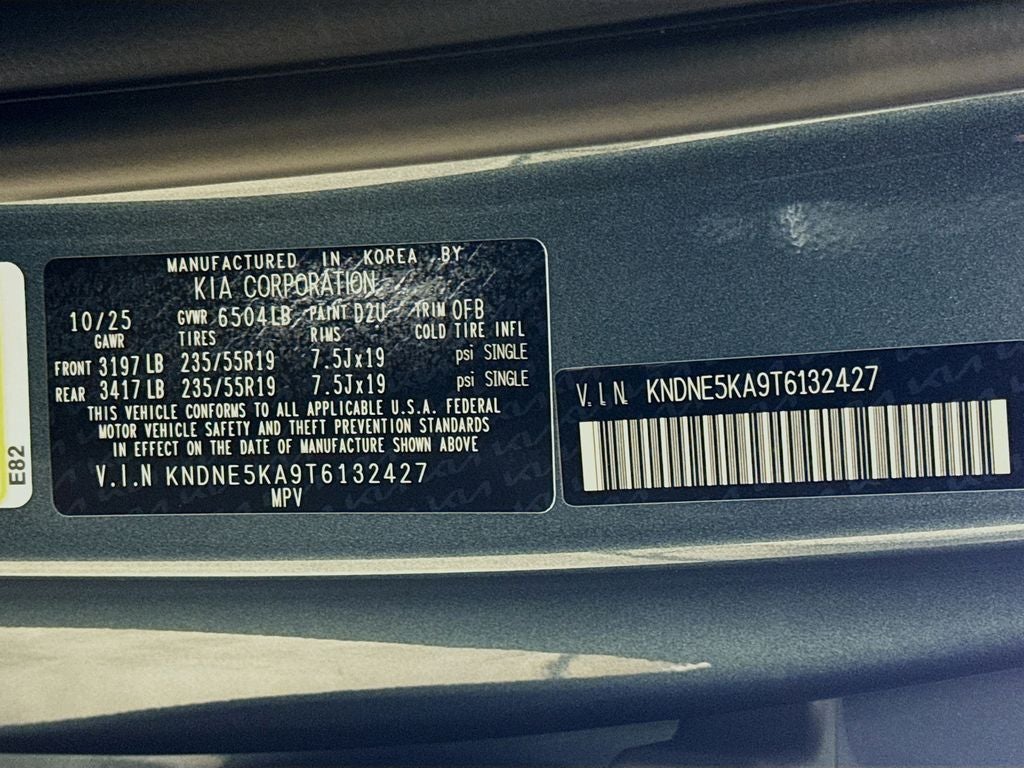 MANUFACTURED IN KOREA BY
KIA CORPORATION
10/25 GVWR 6504LB PAINT D2U TRIM OFB
GAWR TIRES RIMS COLD TIRE INFL
FRONT 3197 LB 235/55R19 7.5Jx19 psi SINGLE
REAR 3417 LB 235/55R19 7.5Jx19 psi SINGLE
THIS VEHICLE CONFORMS TO ALL APPLICABLE U.S.A. FEDERAL
MOTOR VEHICLE SAFETY AND THEFT PREVENTION STANDARDS
IN EFFECT ON THE DATE OF MANUFACTURE SHOWN ABOVE
V.I.N KNDNE5KA9T6132427
MPV
V.I.N. KNDNE5KA9T6132427
E82